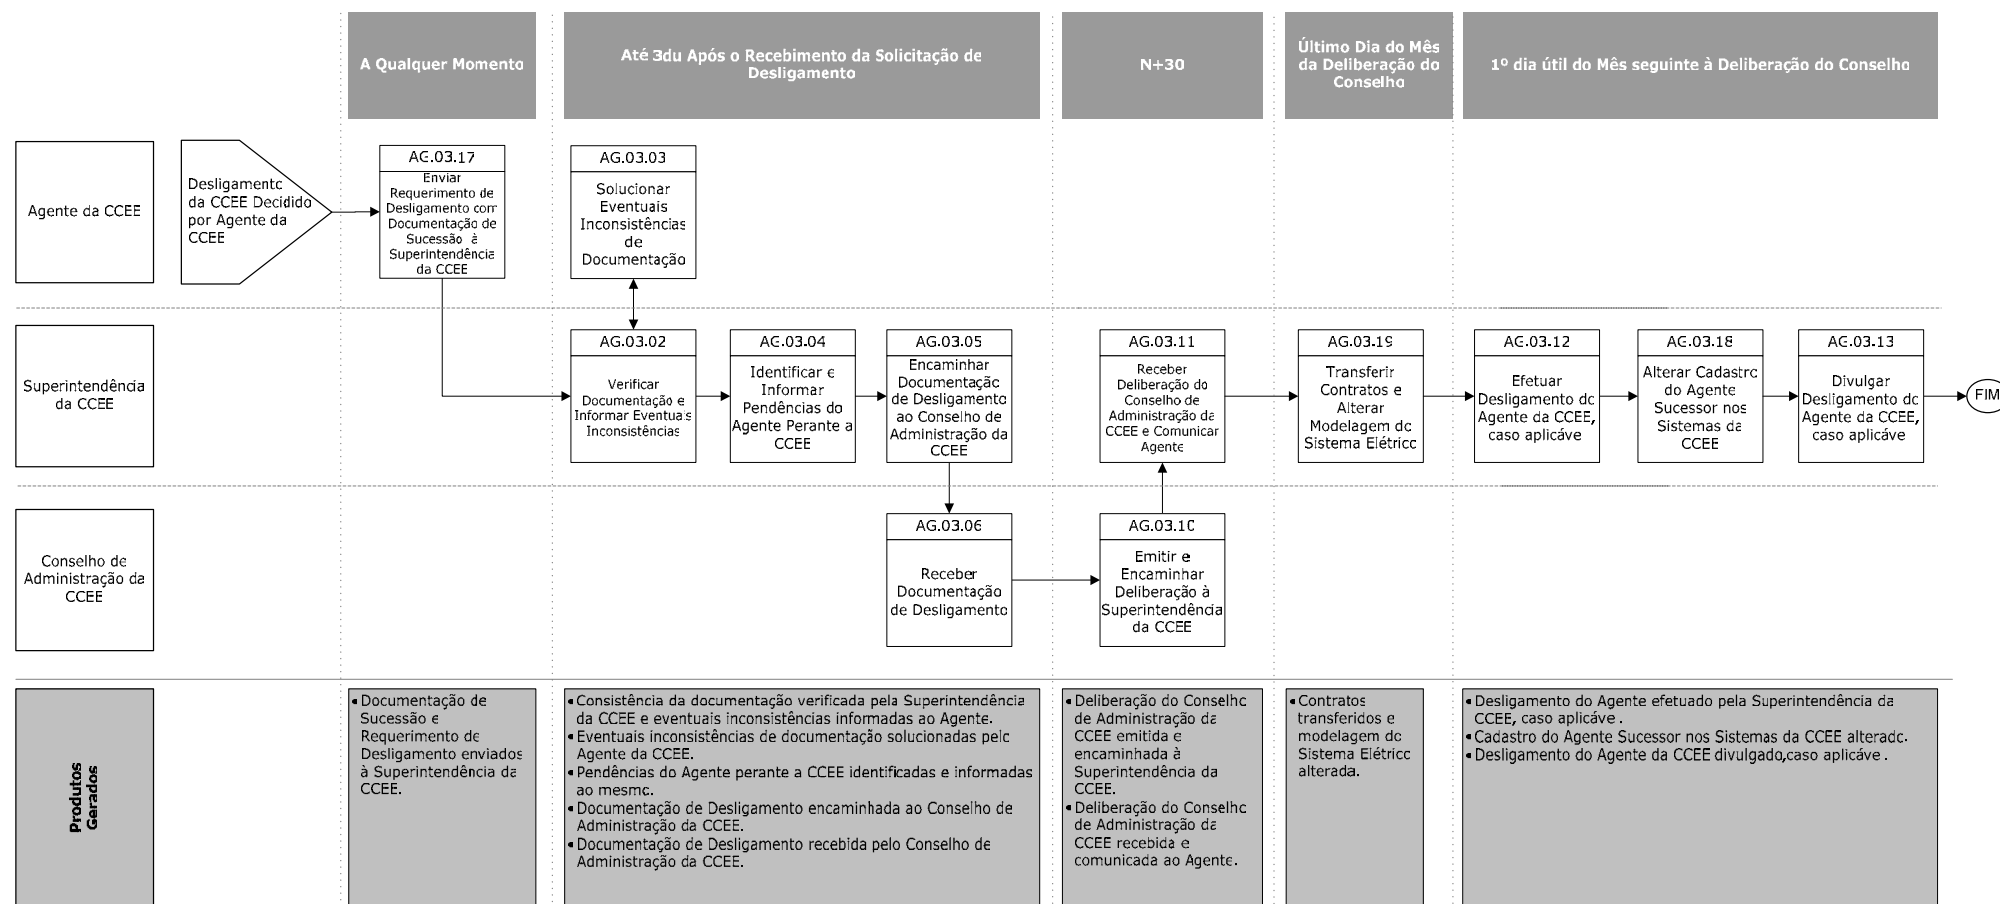 A Qualquer Momento
Até 3du Após o Recebimento da Solicitação de
Desligamento
N+30
Último Dia do Mês
da Deliberação do
Conselho
1º dia útil do Mês seguinte à Deliberação do Conselho
Agente da CCEE
Desligamento
da CCEE Decidido
por Agente da
CCEE
AG.03.17
Enviar
Requerimento de
Desligamento com
Documentação de
Sucessão à
Superintendência
da CCEE
AG.03.03
Solucionar
Eventuais
Inconsistências
de
Documentação
Superintendência
da CCEE
AG.03.02
Verificar
Documentação e
Informar Eventuais
Inconsistências
AG.03.04
Identificar e
Informar
Pendências do
Agente Perante a
CCEE
AG.03.05
Encaminhar
Documentação
de Desligamento
ao Conselho de
Administração da
CCEE
AG.03.11
Receber
Deliberação do
Conselho de
Administração da
CCEE e Comunicar
Agente
AG.03.19
Transferir
Contratos e
Alterar
Modelagem do
Sistema Elétrico
AG.03.12
Efetuar
Desligamento do
Agente da CCEE,
caso aplicáve
AG.03.18
Alterar Cadastro
do Agente
Sucessor nos
Sistemas da
CCEE
AG.03.13
Divulgar
Desligamento do
Agente da CCEE,
caso aplicáve
FIM
Conselho de
Administração da
CCEE
AG.03.06
Receber
Documentação
de Desligamento
AG.03.10
Emitir e
Encaminhar
Deliberação à
Superintendência
da CCEE
Produtos
Gerados
• Documentação de
Sucessão e
Requerimento de
Desligamento enviados
à Superintendência da
CCEE.
• Consistência da documentação verificada pela Superintendência
da CCEE e eventuais inconsistências informadas ao Agente.
• Eventuais inconsistências de documentação solucionadas pelo
Agente da CCEE.
• Pendências do Agente perante a CCEE identificadas e informadas
ao mesmo.
• Documentação de Desligamento encaminhada ao Conselho de
Administração da CCEE.
• Documentação de Desligamento recebida pelo Conselho de
Administração da CCEE.
• Deliberação do Conselho
de Administração da
CCEE emitida e
encaminhada à
Superintendência da
CCEE.
• Deliberação do Conselho
de Administração da
CCEE recebida e
comunicada ao Agente.
• Contratos
transferidos e
modelagem do
Sistema Elétrico
alterada.
• Desligamento do Agente efetuado pela Superintendência da
CCEE, caso aplicáve .
• Cadastro do Agente Sucessor nos Sistemas da CCEE alterado.
• Desligamento do Agente da CCEE divulgado,caso aplicáve .